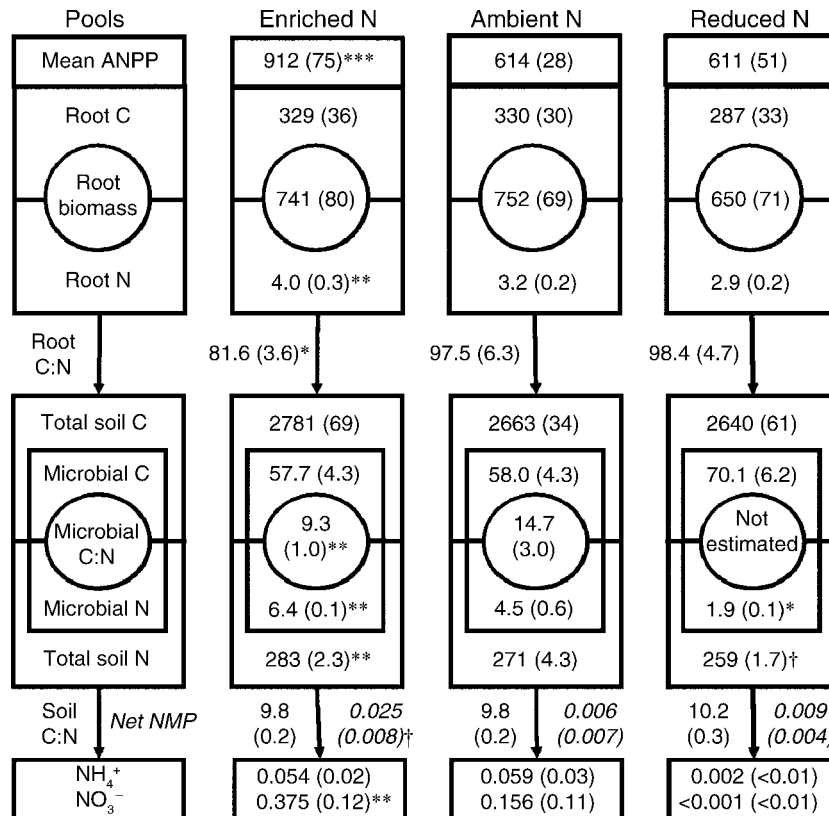 Pools Enriched N Ambient N Reduced N
Mean ANPP 912 (75)*** 614 (28) 611 (51)
Root C 329 (36) 330 (30) 287 (33)
Root biomass 741 (80) 752 (69) 650 (71)
Root N 4.0 (0.3)** 3.2 (0.2) 2.9 (0.2)
Root C:N 81.6 (3.6)* 97.5 (6.3) 98.4 (4.7)
Total soil C 2781 (69) 2663 (34) 2640 (61)
Microbial C 57.7 (4.3) 58.0 (4.3) 70.1 (6.2)
Microbial C:N 9.3 (1.0)** 14.7 (3.0) Not estimated
Microbial N 6.4 (0.1)** 4.5 (0.6) 1.9 (0.1)*
Total soil N 283 (2.3)** 271 (4.3) 259 (1.7)†
Soil C:N Net NMP 9.8 (0.2) 0.025 (0.008)† 9.8 (0.2) 0.006 (0.007) 10.2 (0.3) 0.009 (0.004)
NH₄⁺ 0.054 (0.02) 0.059 (0.03) 0.002 (<0.01)
NO₃⁻ 0.375 (0.12)** 0.156 (0.11) <0.001 (<0.01)